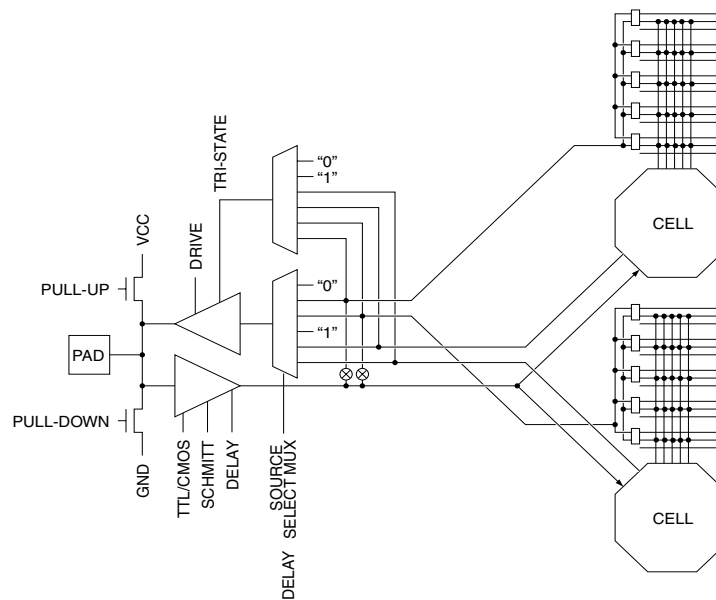 "0"
"1"
TRI-STATE
CELL
VCC
DRIVE
PULL-UP
"0"
"1"
PAD
PULL-DOWN
GND
TTL/CMOS
SCHMITT
DELAY
SOURCE
SELECT MUX
DELAY
CELL